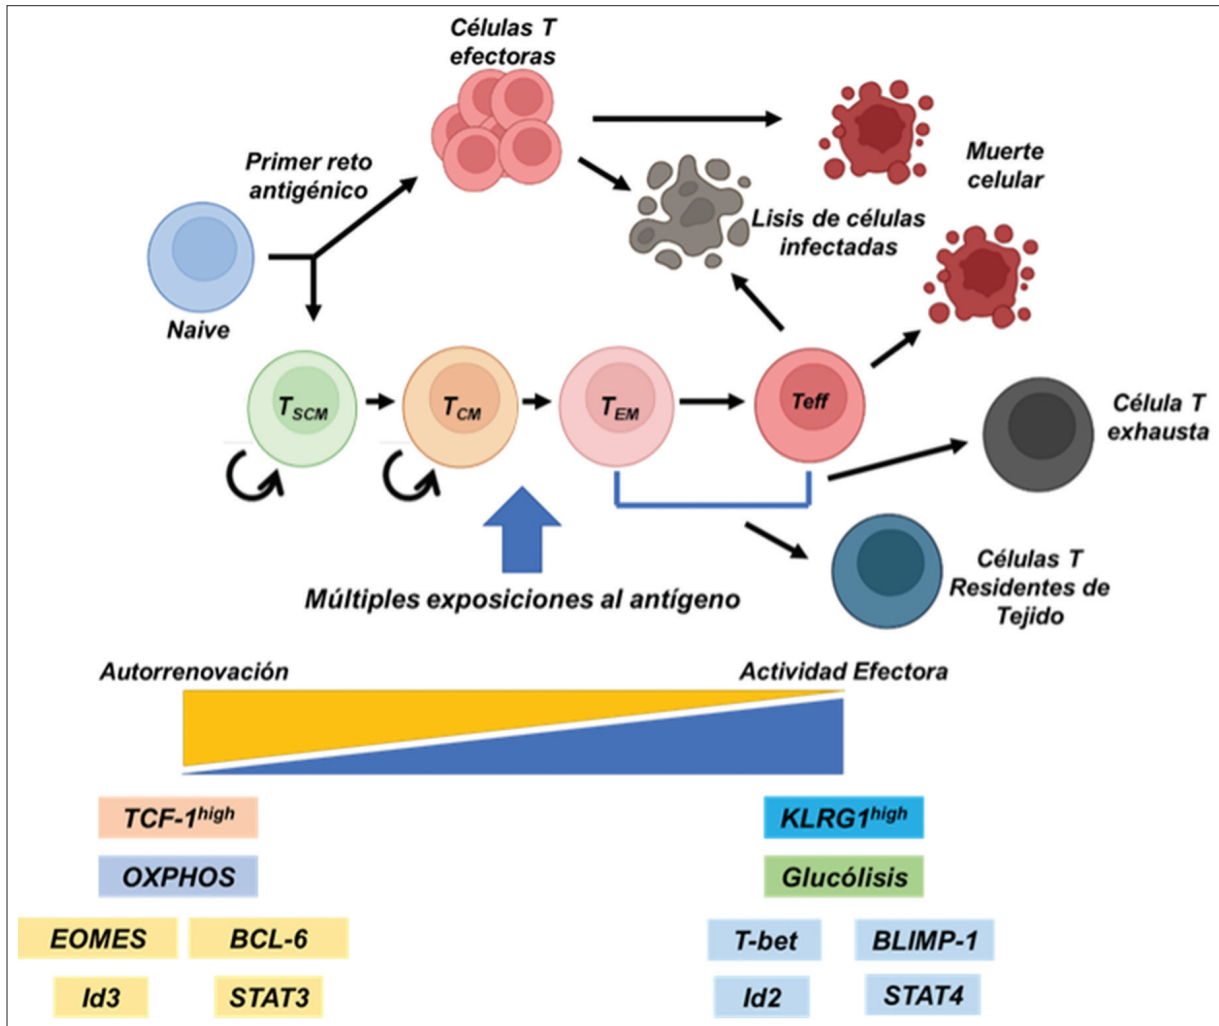 Células T
efectoras
Primer reto
antigénico
Muerte
celular
Lisis de células
infectadas
Naive
TSCM
TCM
TEM
Teff
Célula T
exhausta
Células T
Residentes de
Tejido
Múltiples exposiciones al antígeno
Autorrenovación
Actividad Efectora
TCF-1high
KLRG1high
OXPHOS
Glucólisis
EOMES
BCL-6
T-bet
BLIMP-1
Id3
STAT3
Id2
STAT4